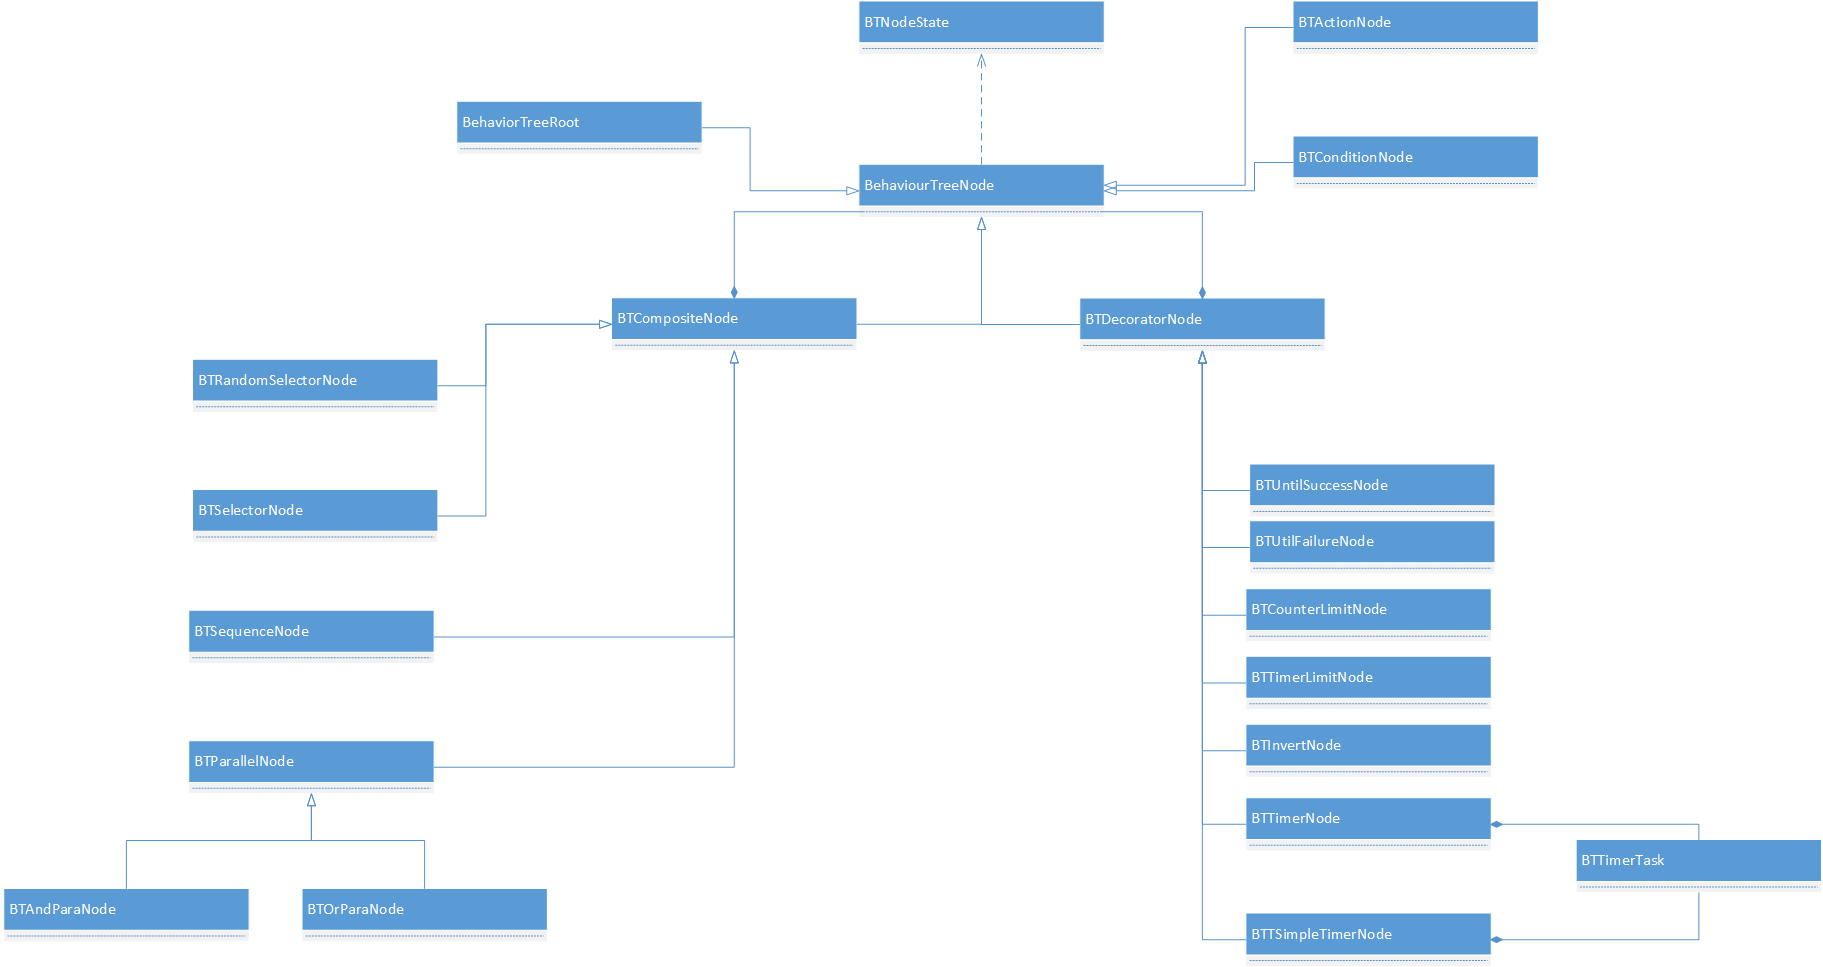 BTNodeState
BTActionNode
BehaviorTreeRoot
BTConditionNode
BehaviourTreeNode
BTCompositeNode
BTDecoratorNode
BTRandomSelectorNode
BTSelectorNode
BTUntilSuccessNode
BTUtilFailureNode
BTCounterLimitNode
BTSequenceNode
BTTimerLimitNode
BTInvertNode
BTParallelNode
BTTimerNode
BTTimerTask
BTAndParaNode
BTOrParaNode
BTTSimpleTimerNode